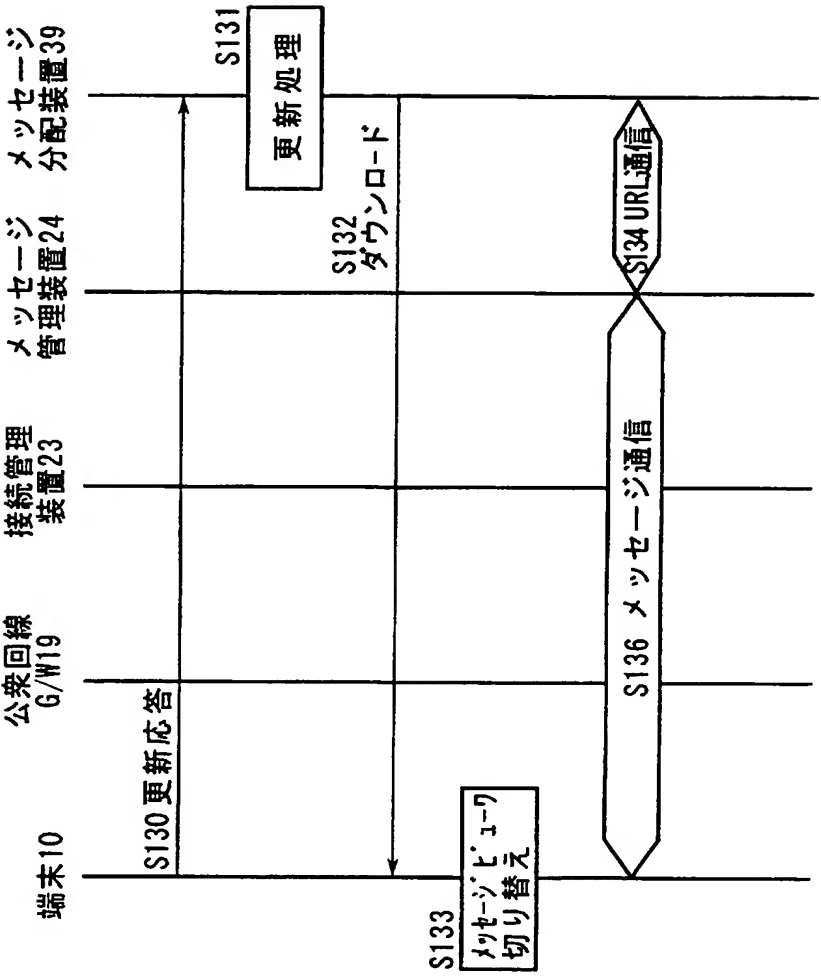 端末10
公衆回線
G/W19
接続管理
装置23
メッセージ
管理装置24
メッセージ
分配装置39
S130 更新応答
S131
更新処理
S132
ダウンロード
S133
メッセージビューワ
切り替え
S134 URL通信
S136 メッセージ通信